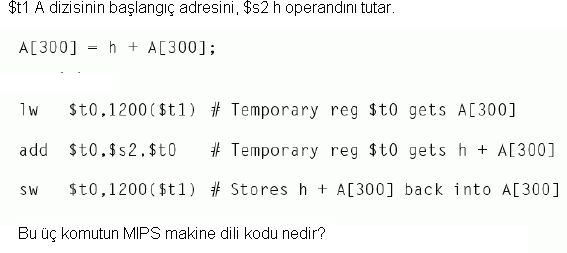 $t1 A dizisinin başlangıç adresini, $s2 h operandını tutar.
A[300] = h + A[300];
lw $t0,1200($t1) # Temporary reg $t0 gets A[300]
add $t0,$s2,$t0 # Temporary reg $t0 gets h + A[300]
sw $t0,1200($t1) # Stores h + A[300] back into A[300]
Bu üç komutun MIPS makine dili kodu nedir?